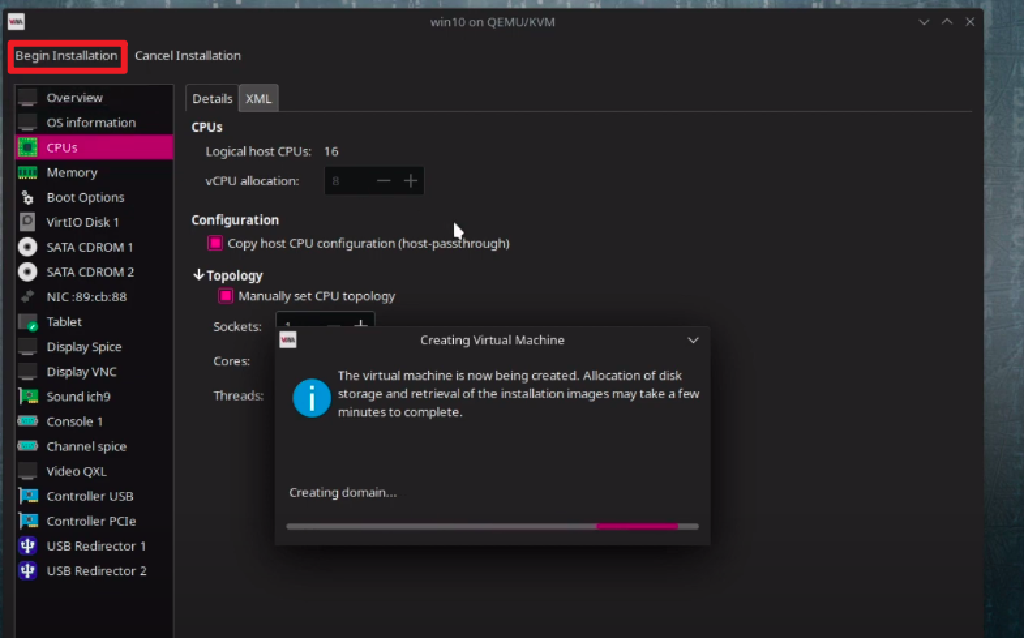 win10 on QEMU/KVM
Begin Installation
Cancel Installation
Overview
OS information
CPUs
Memory
Boot Options
VirtIO Disk 1
SATA CDROM 1
SATA CDROM 2
NIC :89:cb:88
Tablet
Display Spice
Display VNC
Sound ich9
Console 1
Channel spice
Video QXL
Controller USB
Controller PCIe
USB Redirector 1
USB Redirector 2
Details
XML
CPUs
Logical host CPUs: 16
vCPU allocation: 8
Configuration
Copy host CPU configuration (host-passthrough)
Topology
Manually set CPU topology
Sockets:
Cores:
Threads:
Creating Virtual Machine
The virtual machine is now being created. Allocation of disk
storage and retrieval of the installation images may take a few
minutes to complete.
Creating domain...